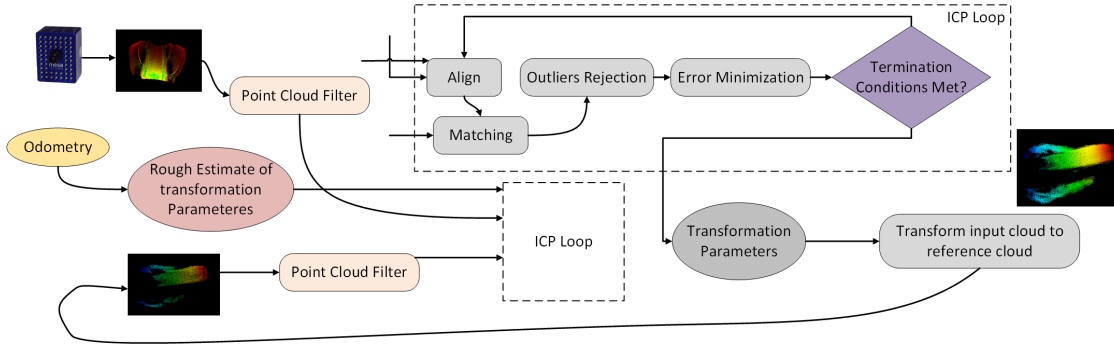 ICP Loop
Align
Outliers Rejection
Error Minimization
Termination
Conditions Met?
Point Cloud Filter
Matching
Odometry
Rough Estimate of
transformation
Parameteres
ICP Loop
Transformation
Parameters
Transform input cloud to
reference cloud
Point Cloud Filter